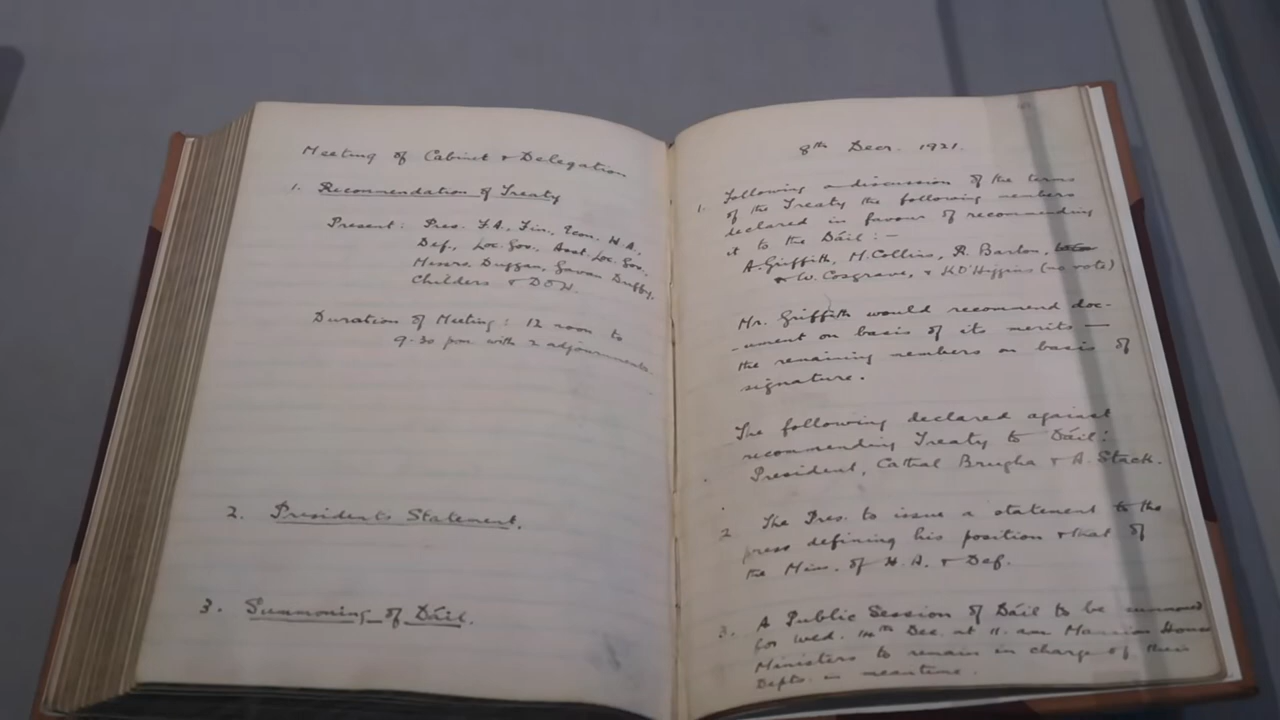 Meeting of Cabinet & Delegation
1. Recommendation of Treaty
Present: Pres. F.A., Fin., Econ. H.A.
Def., Loc. Gov., Asst. Loc. Gov.
Messrs. Duggan, Gavan Duffy,
Childers & D O'H.
Duration of Meeting: 12 noon to
9.30 pm with 2 adjournments.
2. Presidents Statement.
3. Summoning of Dáil.
8th Decr. 1921.
1. Following a discussion of the terms
of the Treaty the following members
declared in favour of recommending
it to the Dáil:—
A. Griffith, M. Collins, R. Barton,
& W. Cosgrave, & K O'Higgins (no vote)
Mr. Griffith would recommend doc-
-ument on basis of its merits —
the remaining members on basis of
signature.
The following declared against
recommending Treaty to Dáil:
President, Cathal Brugha & A. Stack.
2 The Pres. to issue a statement to the
press defining his position & that of
the Mins. of H.A. & Def.
3. A Public Session of Dáil to be summoned
for Wed. 14th Dec. at 11. am Mansion House
Ministers to remain in charge of their
Depts. in meantime.